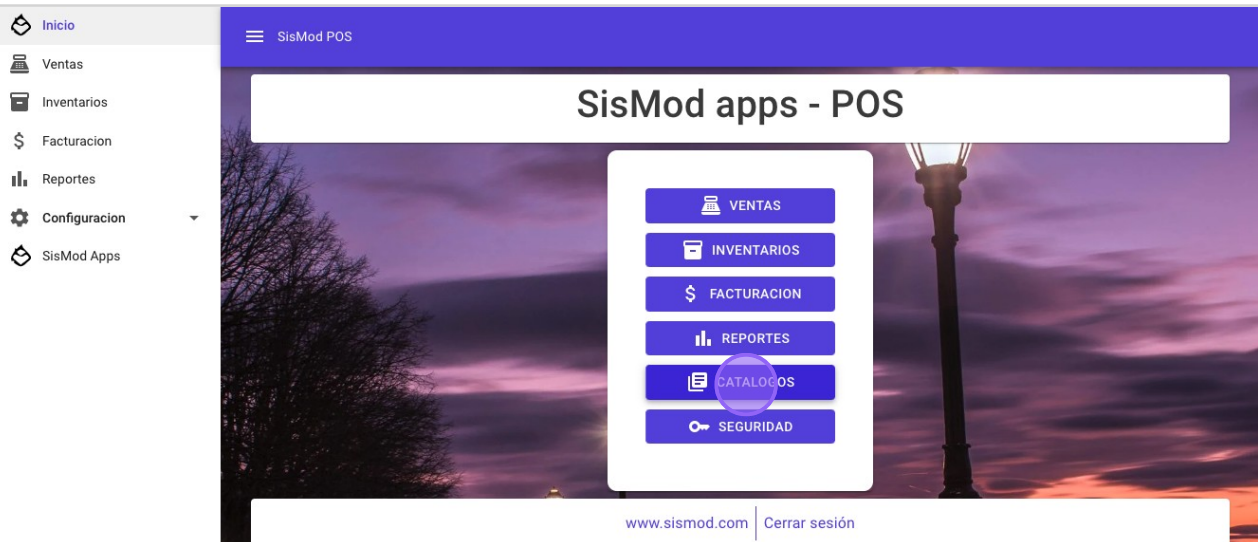 Inicio
Ventas
Inventarios
Facturacion
Reportes
Configuracion
SisMod Apps
SisMod POS
SisMod apps - POS
VENTAS
INVENTARIOS
FACTURACION
REPORTES
CATALOGOS
SEGURIDAD
www.sismod.com Cerrar sesión